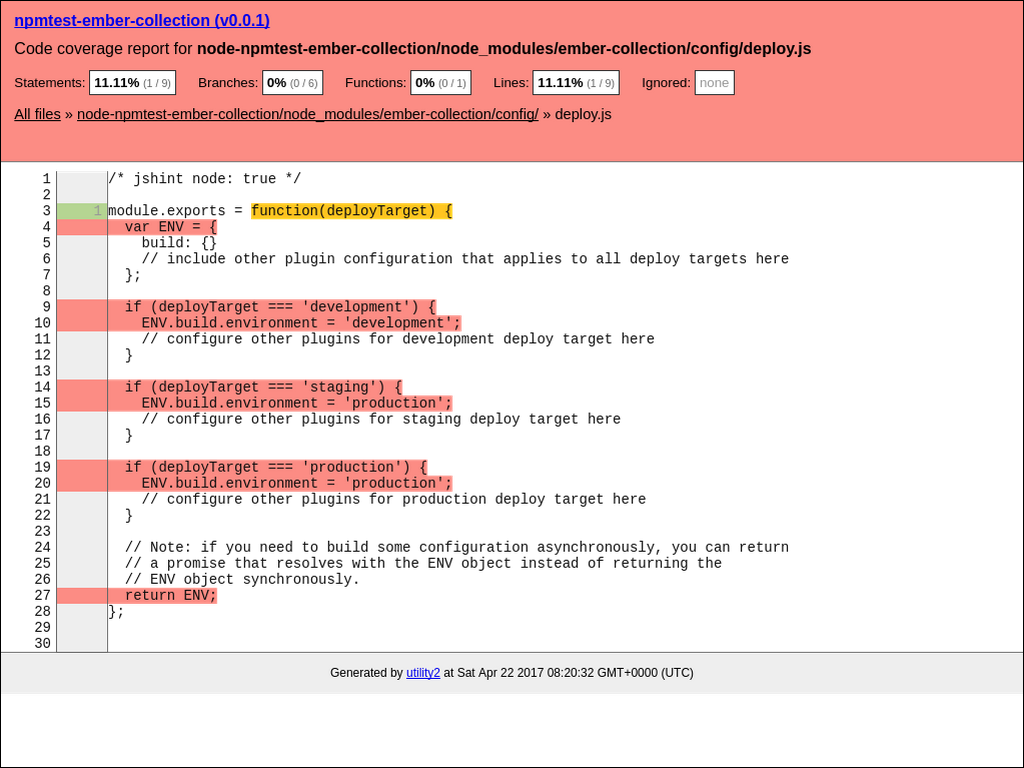 npmtest-ember-collection (v0.0.1)
Code coverage report for node-npmtest-ember-collection/node_modules/ember-collection/config/deploy.js
Statements: 11.11% (1 / 9) Branches: 0% (0 / 6) Functions: 0% (0 / 1) Lines: 11.11% (1 / 9) Ignored: none
All files » node-npmtest-ember-collection/node_modules/ember-collection/config/ » deploy.js
1 /* jshint node: true */
2
3 1 module.exports = function(deployTarget) {
4   var ENV = {
5     build: {}
6     // include other plugin configuration that applies to all deploy targets here
7   };
8
9   if (deployTarget === 'development') {
10     ENV.build.environment = 'development';
11     // configure other plugins for development deploy target here
12   }
13
14   if (deployTarget === 'staging') {
15     ENV.build.environment = 'production';
16     // configure other plugins for staging deploy target here
17   }
18
19   if (deployTarget === 'production') {
20     ENV.build.environment = 'production';
21     // configure other plugins for production deploy target here
22   }
23
24   // Note: if you need to build some configuration asynchronously, you can return
25   // a promise that resolves with the ENV object instead of returning the
26   // ENV object synchronously.
27   return ENV;
28 };
29
30
Generated by utility2 at Sat Apr 22 2017 08:20:32 GMT+0000 (UTC)